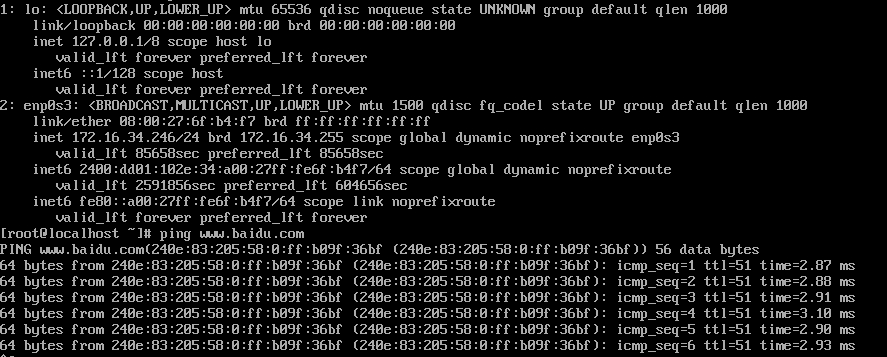 1: lo: <LOOPBACK,UP,LOWER_UP> mtu 65536 qdisc noqueue state UNKNOWN group default qlen 1000
link/loopback 00:00:00:00:00:00 brd 00:00:00:00:00:00
inet 127.0.0.1/8 scope host lo
valid_lft forever preferred_lft forever
inet6 ::1/128 scope host
valid_lft forever preferred_lft forever
2: enp0s3: <BROADCAST,MULTICAST,UP,LOWER_UP> mtu 1500 qdisc fq_codel state UP group default qlen 1000
link/ether 08:00:27:6f:b4:f7 brd ff:ff:ff:ff:ff:ff
inet 172.16.34.246/24 brd 172.16.34.255 scope global dynamic noprefixroute enp0s3
valid_lft 85658sec preferred_lft 85658sec
inet6 2400:dd01:102e:34:a00:27ff:fe6f:b4f7/64 scope global dynamic noprefixroute
valid_lft 2591856sec preferred_lft 604656sec
inet6 fe80::a00:27ff:fe6f:b4f7/64 scope link noprefixroute
valid_lft forever preferred_lft forever
[root@localhost ~]# ping www.baidu.com
PING www.baidu.com(240e:83:205:58:0:ff:b09f:36bf (240e:83:205:58:0:ff:b09f:36bf)) 56 data bytes
64 bytes from 240e:83:205:58:0:ff:b09f:36bf (240e:83:205:58:0:ff:b09f:36bf): icmp_seq=1 ttl=51 time=2.87 ms
64 bytes from 240e:83:205:58:0:ff:b09f:36bf (240e:83:205:58:0:ff:b09f:36bf): icmp_seq=2 ttl=51 time=2.88 ms
64 bytes from 240e:83:205:58:0:ff:b09f:36bf (240e:83:205:58:0:ff:b09f:36bf): icmp_seq=3 ttl=51 time=2.91 ms
64 bytes from 240e:83:205:58:0:ff:b09f:36bf (240e:83:205:58:0:ff:b09f:36bf): icmp_seq=4 ttl=51 time=3.10 ms
64 bytes from 240e:83:205:58:0:ff:b09f:36bf (240e:83:205:58:0:ff:b09f:36bf): icmp_seq=5 ttl=51 time=2.90 ms
64 bytes from 240e:83:205:58:0:ff:b09f:36bf (240e:83:205:58:0:ff:b09f:36bf): icmp_seq=6 ttl=51 time=2.93 ms